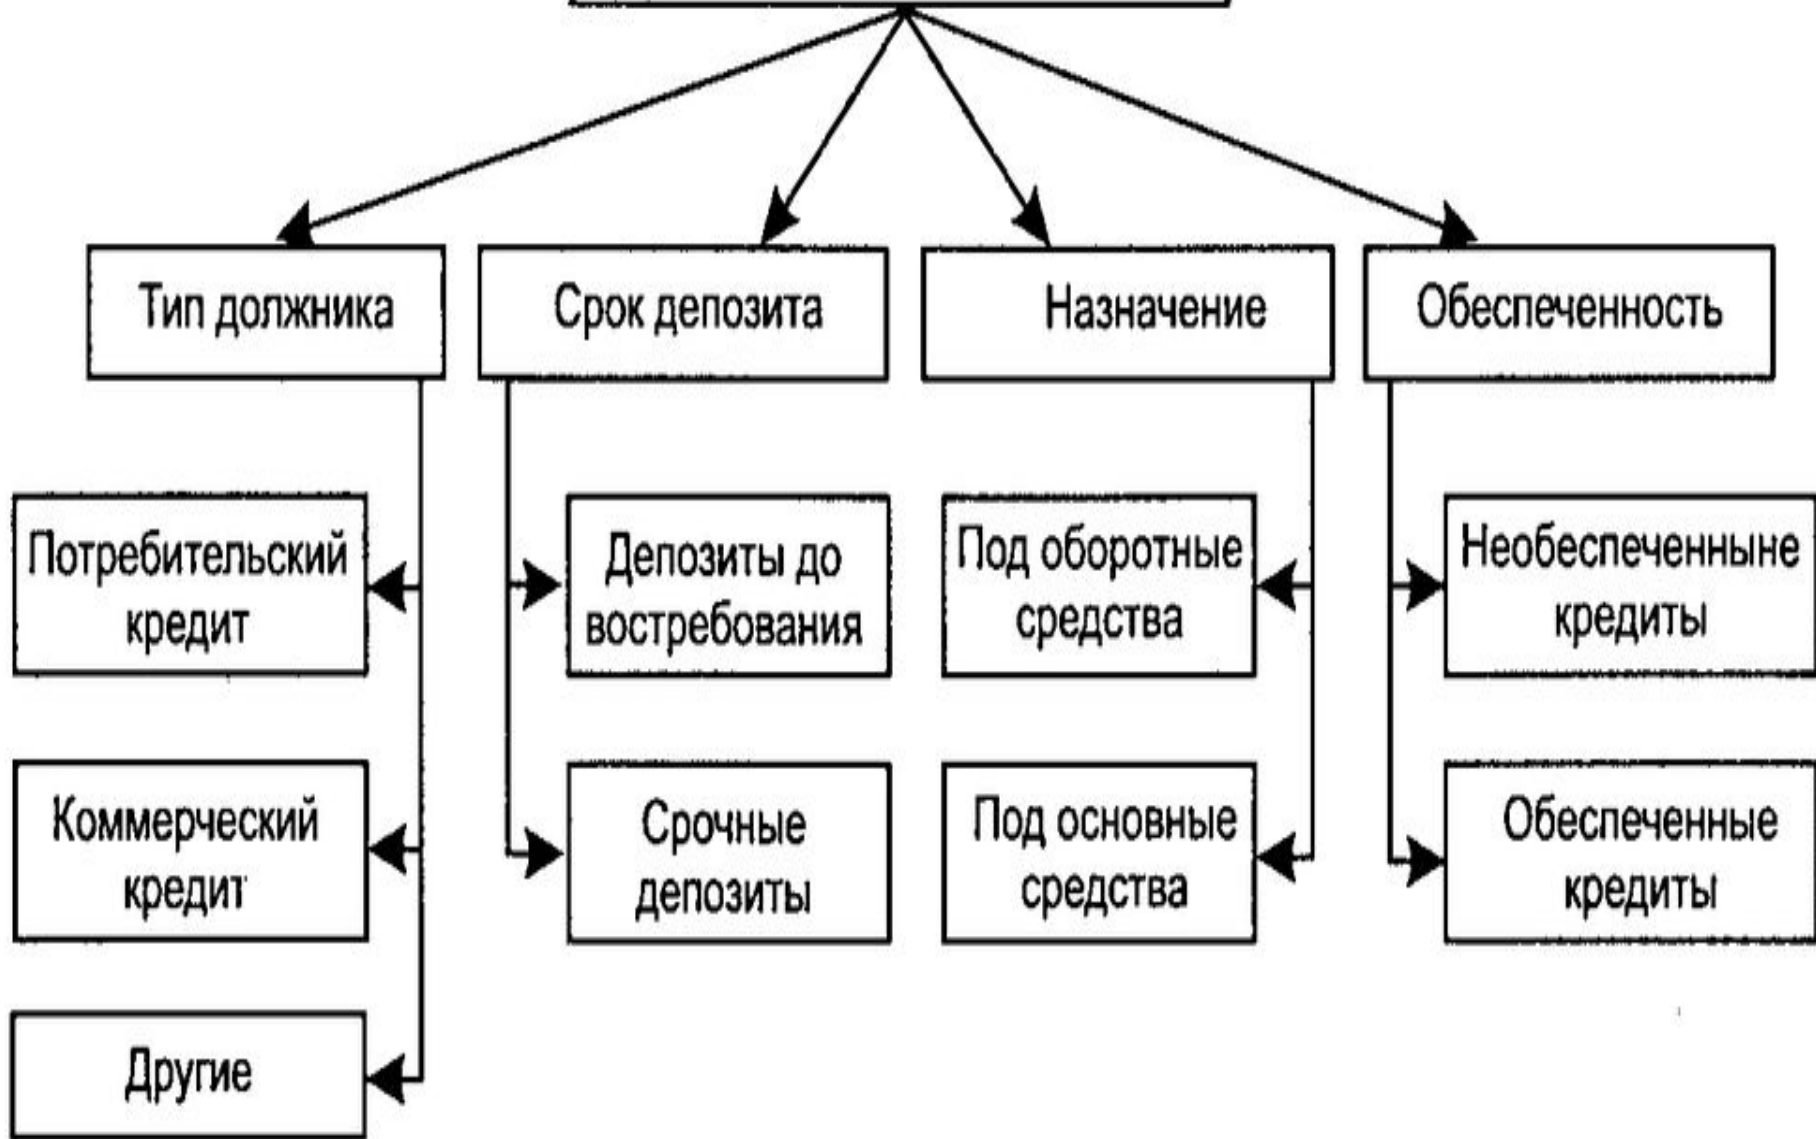 Тип должника
Срок депозита
Назначение
Обеспеченность
Потребительский
кредит
Депозиты до
востребования
Под оборотные
средства
Необеспеченныне
кредиты
Коммерческий
кредит
Срочные
депозиты
Под основные
средства
Обеспеченные
кредиты
Другие